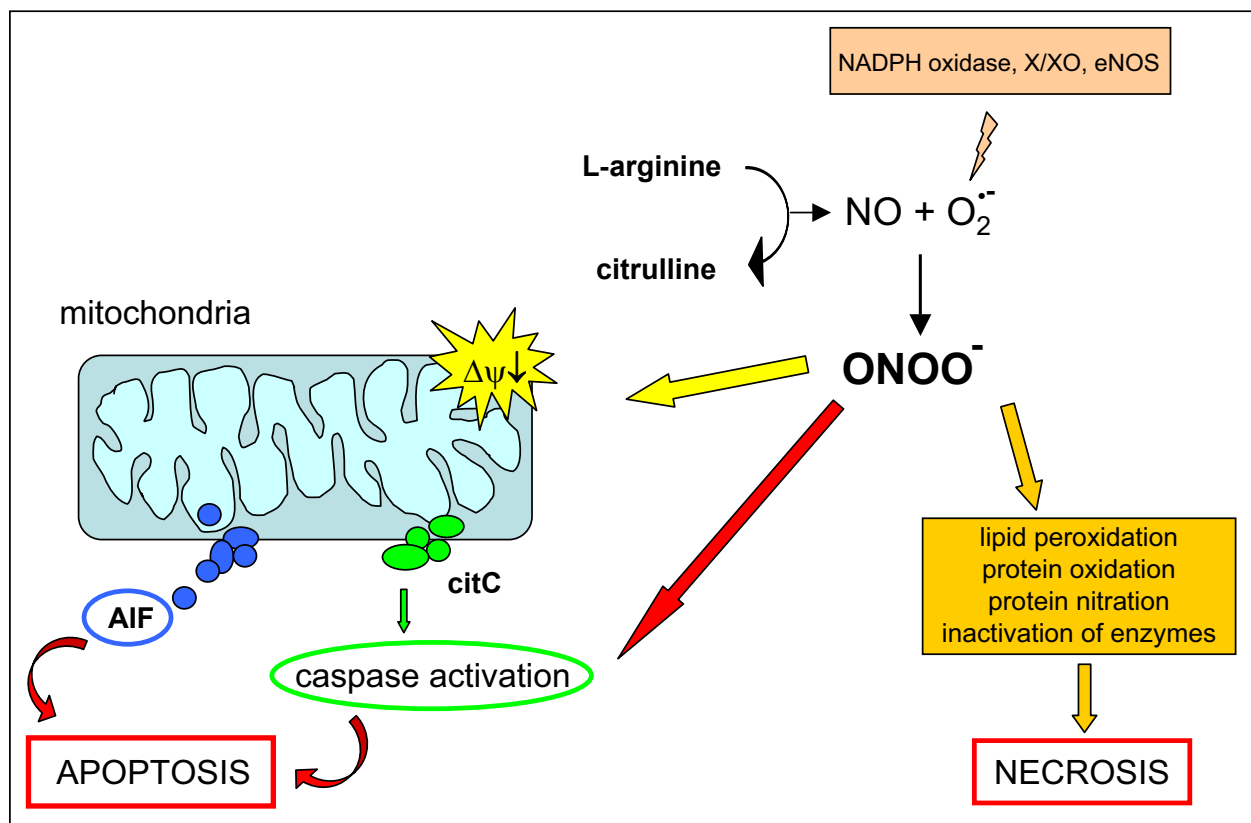 NADPH oxidase, X/XO, eNOS
L-arginine
NO + O₂•⁻
citrulline
mitochondria
Δψ↓
ONOO⁻
lipid peroxidation
protein oxidation
protein nitration
inactivation of enzymes
citC
AIF
caspase activation
APOPTOSIS
NECROSIS